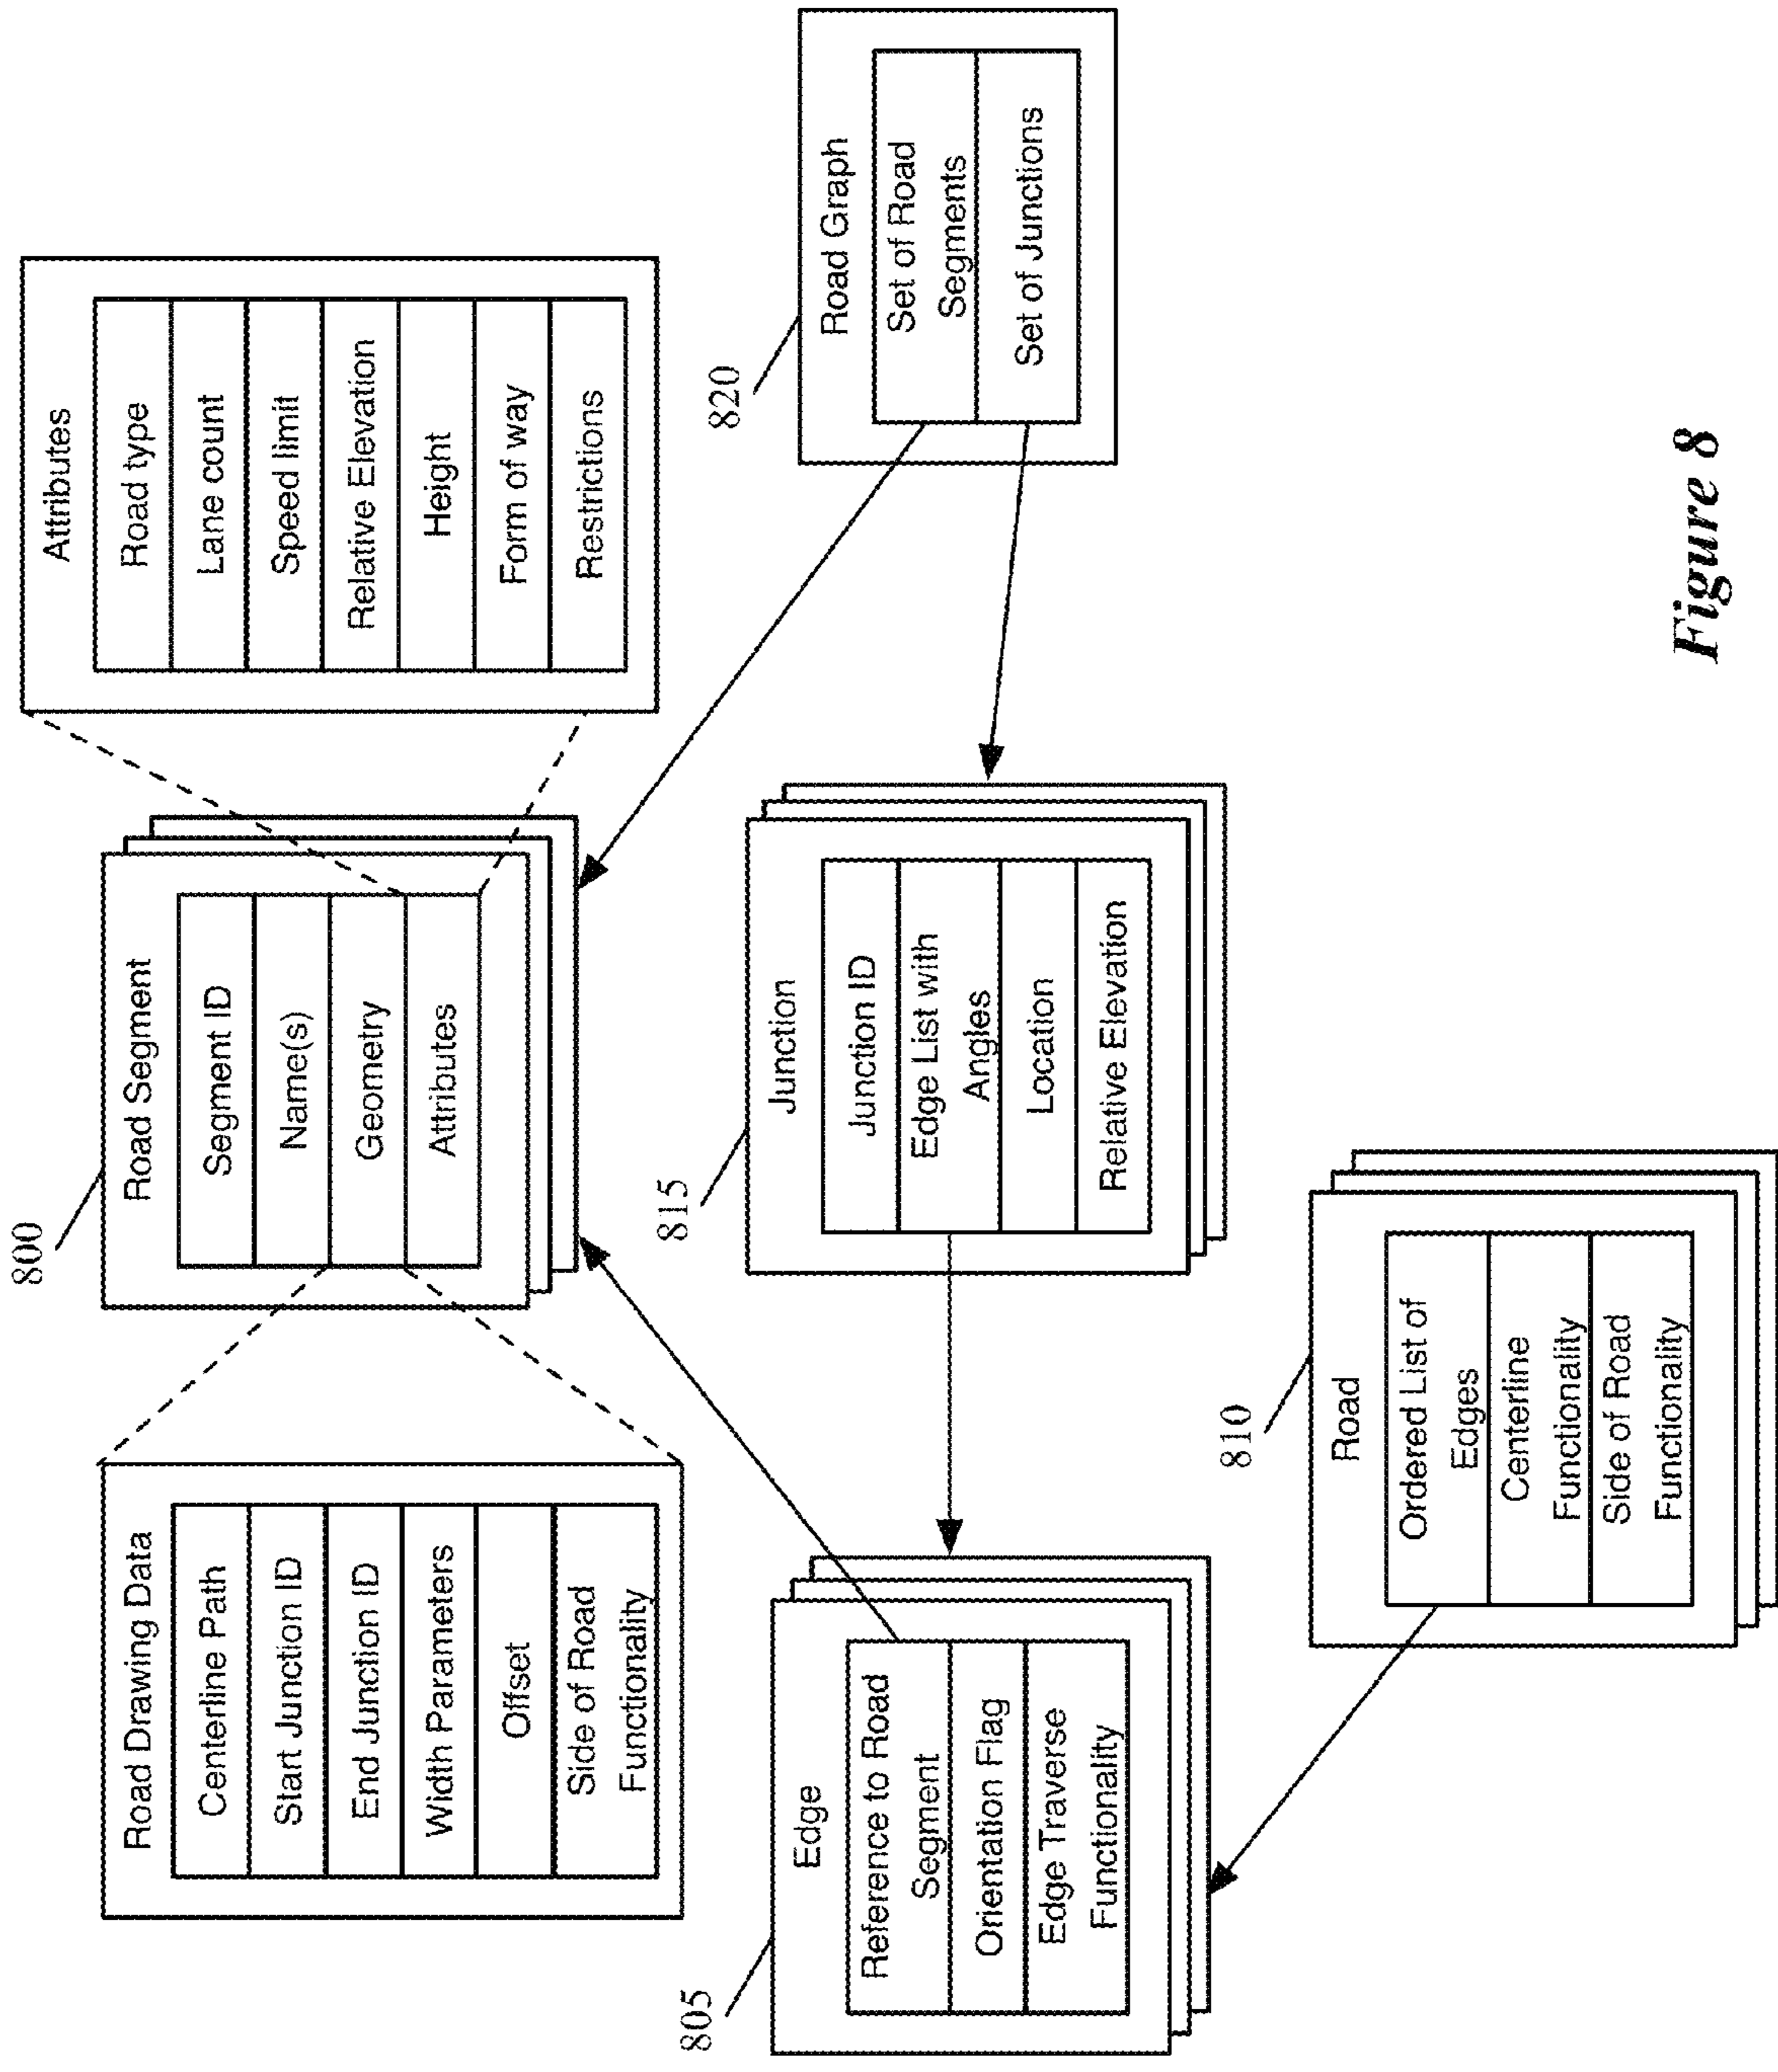 800
Road Drawing Data
Centerline Path
Start Junction ID
End Junction ID
Width Parameters
Offset
Side of Road
Functionality
Road Segment
Segment ID
Name(s)
Geometry
Attributes
Attributes
Road type
Lane count
Speed limit
Relative Elevation
Height
Form of way
Restrictions
805
Edge
Reference to Road
Segment
Orientation Flag
Edge Traverse
Functionality
815
Junction
Junction ID
Edge List with
Angles
Location
Relative Elevation
820
Road Graph
Set of Road
Segments
Set of Junctions
810
Road
Ordered List of
Edges
Centerline
Functionality
Side of Road
Functionality
Figure 8